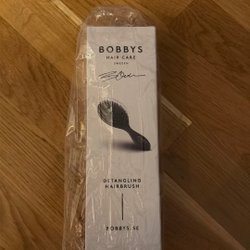 BOBBYS
HAIR CARE
SWEDEN
DETANGLING
HAIRBRUSH
BOBBYS.SE